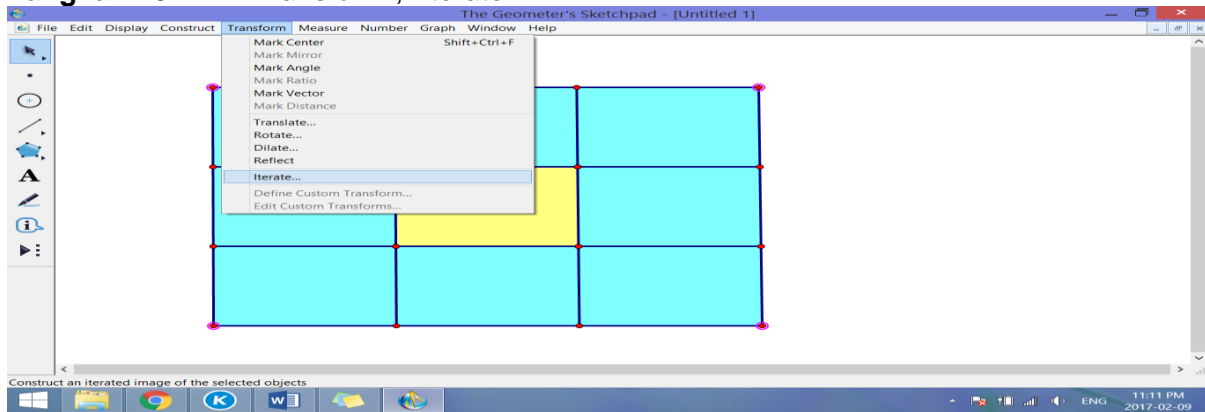 The Geometer's Sketchpad - [Untitled 1]
File Edit Display Construct Transform Measure Number Graph Window Help
Mark Center Shift+Ctrl+F
Mark Mirror
Mark Angle
Mark Ratio
Mark Vector
Mark Distance
Translate...
Rotate...
Dilate...
Reflect
Iterate...
Define Custom Transform...
Edit Custom Transforms...
A
Construct an iterated image of the selected objects
K
W
ENG
11:11 PM
2017-02-09